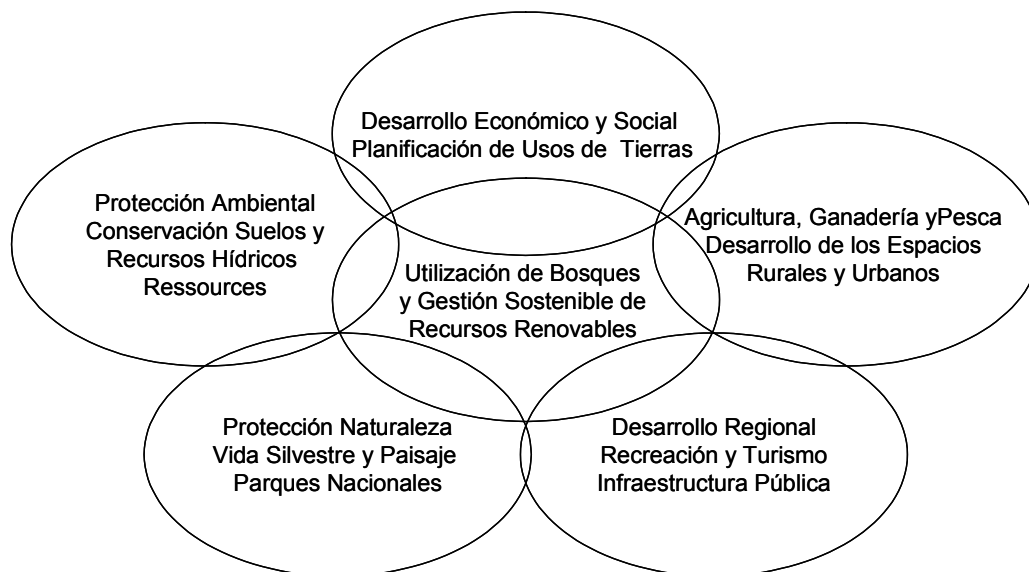 Desarrollo Económico y Social
Planificación de Usos de Tierras
Protección Ambiental
Conservación Suelos y
Recursos Hídricos
Ressources
Agricultura, Ganadería yPesca
Desarrollo de los Espacios
Rurales y Urbanos
Utilización de Bosques
y Gestión Sostenible de
Recursos Renovables
Protección Naturaleza
Vida Silvestre y Paisaje
Parques Nacionales
Desarrollo Regional
Recreación y Turismo
Infraestructura Pública